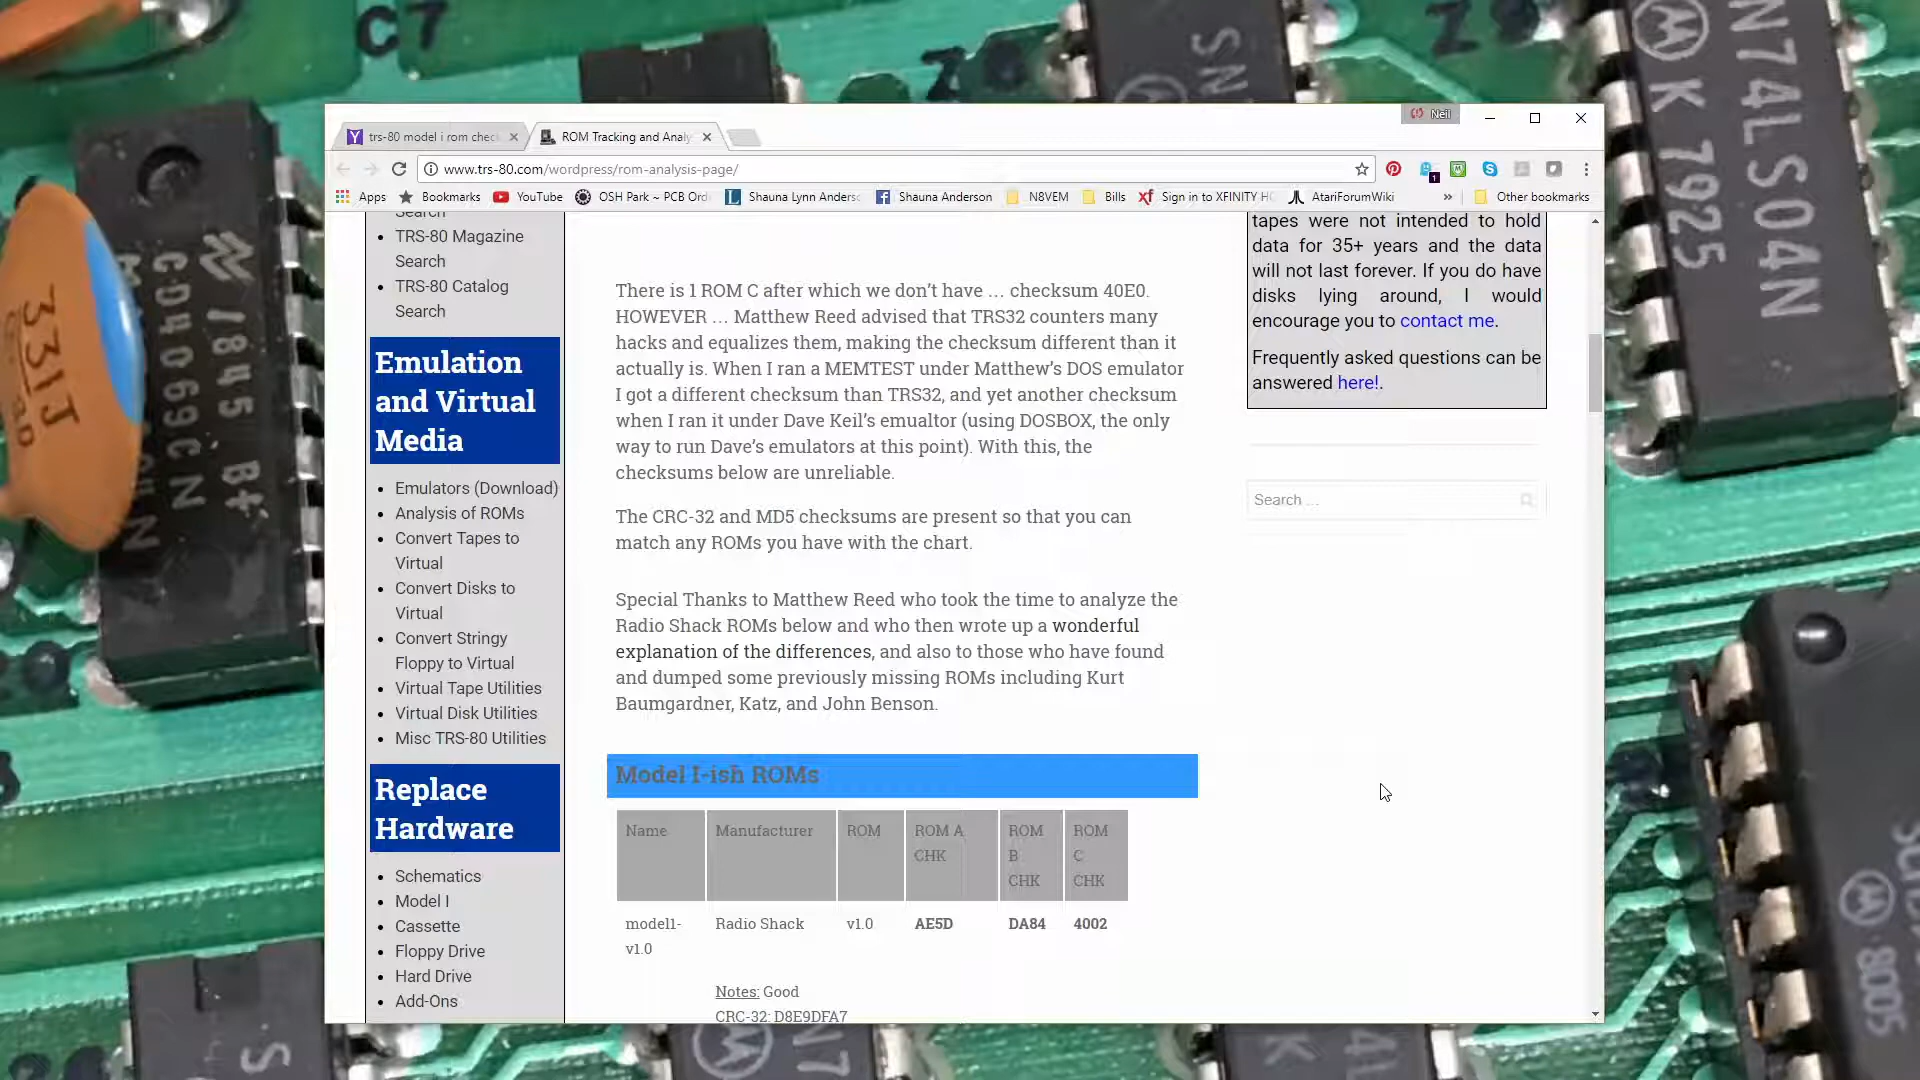 C7
Neil
trs-80 model i rom chec
ROM Tracking and Analy
www.trs-80.com/wordpress/rom-analysis-page/
Apps
Bookmarks
YouTube
OSH Park ~ PCB Ord
Shauna Lynn Anders
Shauna Anderson
N8VEM
Bills
Sign in to XFINITY HO
AtariForumWiki
»
Other bookmarks
Search
TRS-80 Magazine
Search
TRS-80 Catalog
Search
Emulation
and Virtual
Media
Emulators (Download)
Analysis of ROMs
Convert Tapes to
Virtual
Convert Disks to
Virtual
Convert Stringy
Floppy to Virtual
Virtual Tape Utilities
Virtual Disk Utilities
Misc TRS-80 Utilities
Replace
Hardware
Schematics
Model I
Cassette
Floppy Drive
Hard Drive
Add-Ons
There is 1 ROM C after which we don't have … checksum 40E0.
HOWEVER … Matthew Reed advised that TRS32 counters many
hacks and equalizes them, making the checksum different than it
actually is. When I ran a MEMTEST under Matthew's DOS emulator
I got a different checksum than TRS32, and yet another checksum
when I ran it under Dave Keil's emualtor (using DOSBOX, the only
way to run Dave's emulators at this point). With this, the
checksums below are unreliable.
The CRC-32 and MD5 checksums are present so that you can
match any ROMs you have with the chart.
Special Thanks to Matthew Reed who took the time to analyze the
Radio Shack ROMs below and who then wrote up a wonderful
explanation of the differences, and also to those who have found
and dumped some previously missing ROMs including Kurt
Baumgardner, Katz, and John Benson.
Model I-ish ROMs
Name Manufacturer ROM ROM A ROM ROM
CHK B C
CHK CHK
model1- Radio Shack v1.0 AE5D DA84 4002
v1.0
Notes: Good
CRC-32: D8E9DFA7
tapes were not intended to hold
data for 35+ years and the data
will not last forever. If you do have
disks lying around, I would
encourage you to contact me.
Frequently asked questions can be
answered here!.
Search ...
331J
/845 B+
CD4069CN
SN
N74LS04N
K 7925
8005
N7
S